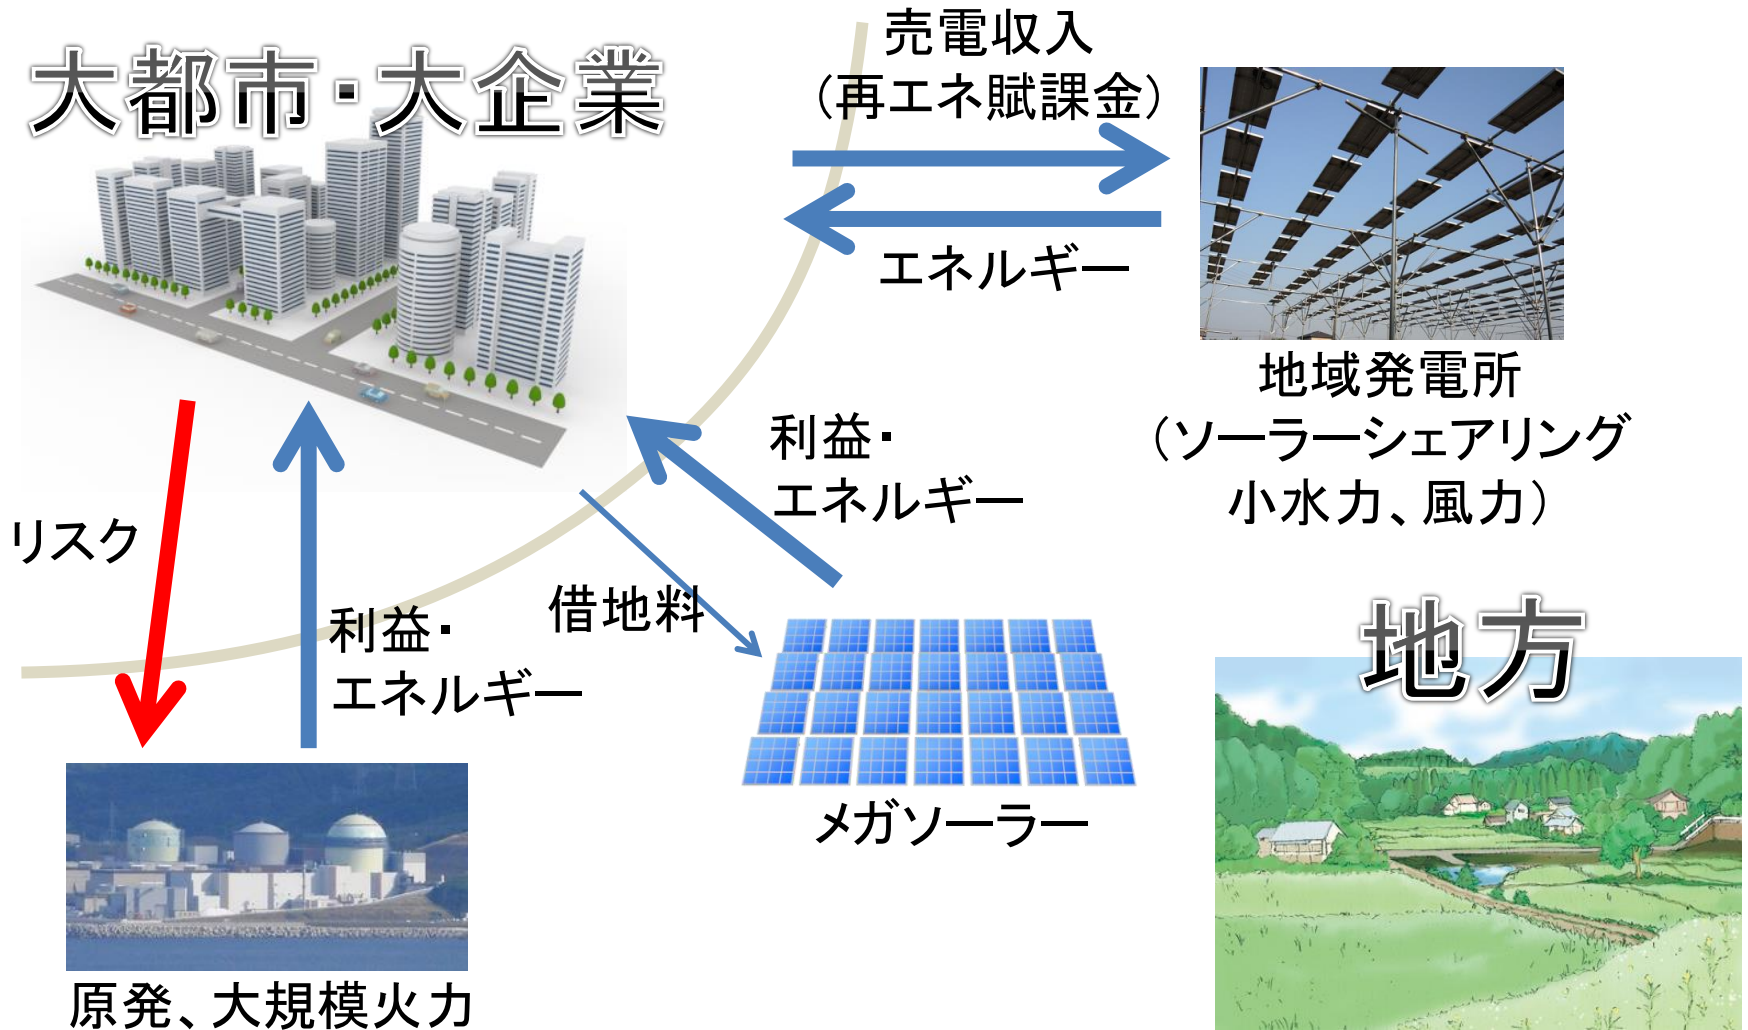 大都市・大企業
売電収入
（再エネ賦課金）
エネルギー
地域発電所
（ソーラーシェアリング
小水力、風力）
利益・
エネルギー
リスク
借地料
利益・
エネルギー
メガソーラー
地方
原発、大規模火力